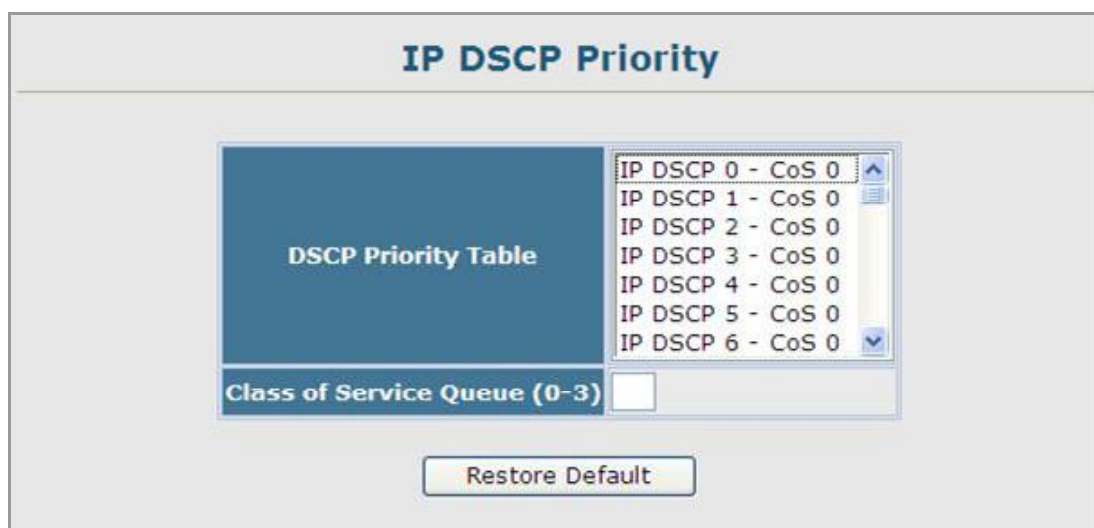 IP DSCP Priority
DSCP Priority Table
IP DSCP 0 - CoS 0
IP DSCP 1 - CoS 0
IP DSCP 2 - CoS 0
IP DSCP 3 - CoS 0
IP DSCP 4 - CoS 0
IP DSCP 5 - CoS 0
IP DSCP 6 - CoS 0
Class of Service Queue (0-3)
Restore Default